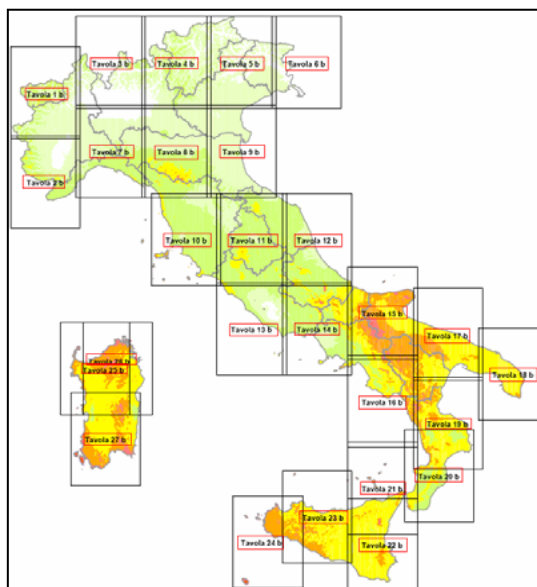 Tavola 3 b
Tavola 4 b
Tavola 5 b
Tavola 6 b
Tavola 1 b
Tavola 7 b
Tavola 8 b
Tavola 9 b
Tavola 2 b
Tavola 10 b
Tavola 11 b
Tavola 12 b
Tavola 13 b
Tavola 14 b
Tavola 15 b
Tavola 17 b
Tavola 18 b
Tavola 25 b
Tavola 16 b
Tavola 19 b
Tavola 27 b
Tavola 20 b
Tavola 21 b
Tavola 23 b
Tavola 24 b
Tavola 22 b